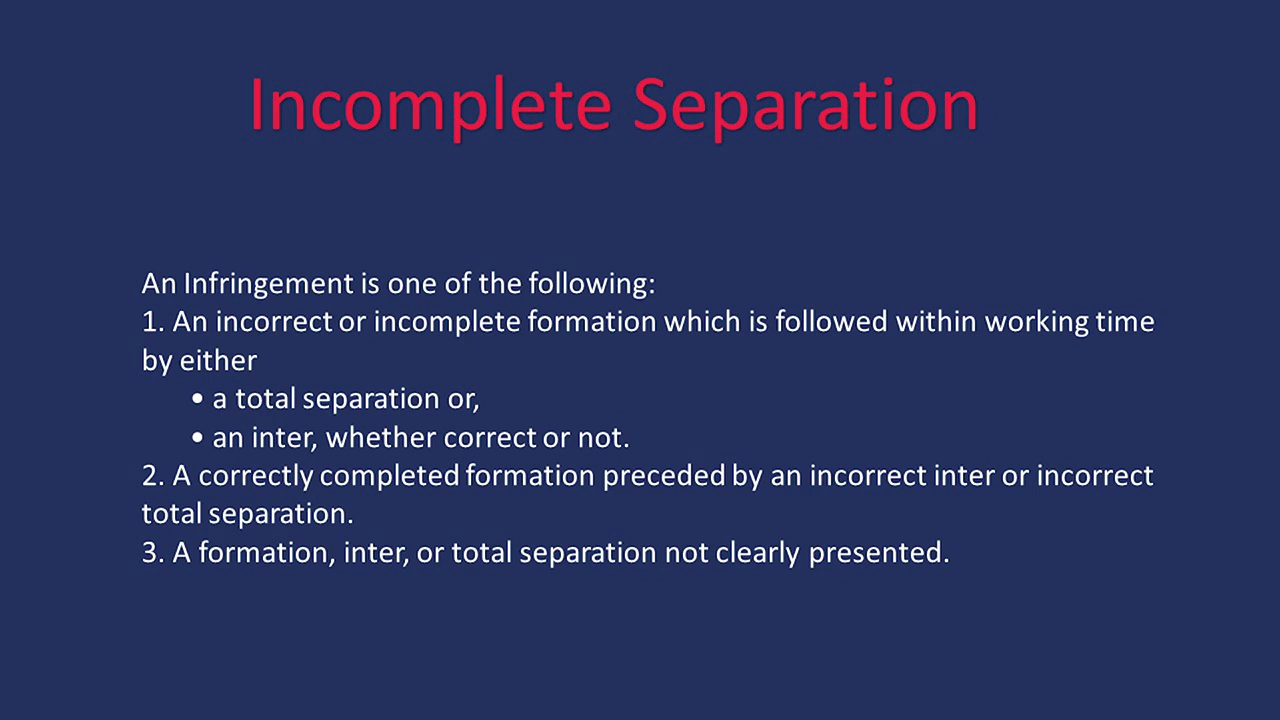 Incomplete Separation
An Infringement is one of the following:
1. An incorrect or incomplete formation which is followed within working time
by either
• a total separation or,
• an inter, whether correct or not.
2. A correctly completed formation preceded by an incorrect inter or incorrect
total separation.
3. A formation, inter, or total separation not clearly presented.